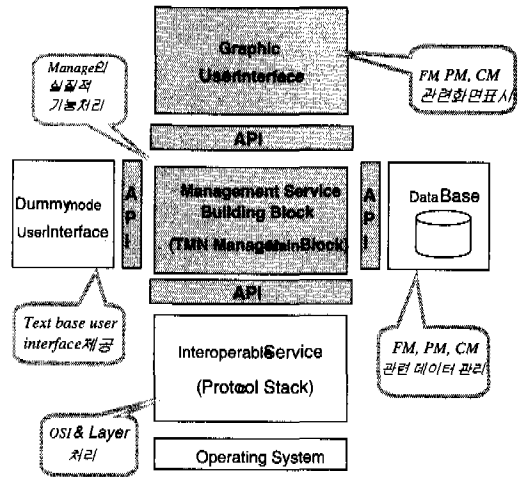 Graphic
UserInterface
Manage의
실질적
기능처리
FM PM, CM
관련화면표시
API
Dummymode
UserInterface
API
Management Service
Building Block
(TMN ManageMainBlock)
API
DataBase
API
Text base user
interface제공
InteroperableService
(Protocol Stack)
FM, PM, CM
관련 데이터 관리
OSI & Layer
처리
Operating System